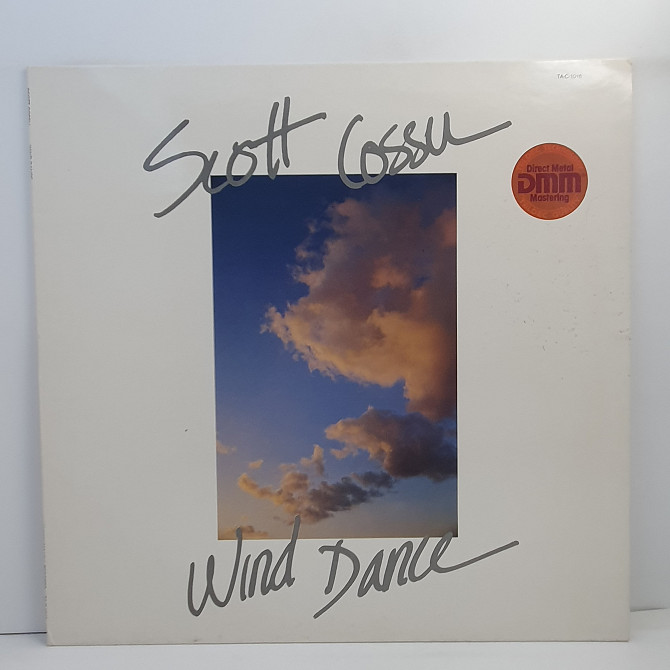 Scott Cossu
Direct Metal
DMM
Mastering
Wind Dance